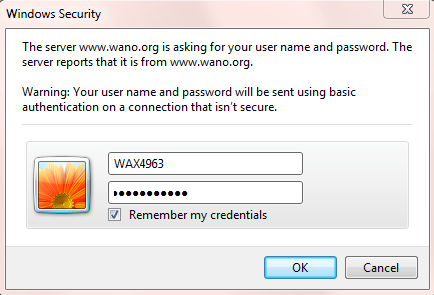 Windows Security
The server www.wano.org is asking for your user name and password. The
server reports that it is from www.wano.org.
Warning: Your user name and password will be sent using basic
authentication on a connection that isn't secure.
WAX4963
●●●●●●●●●●●
Remember my credentials
OK Cancel